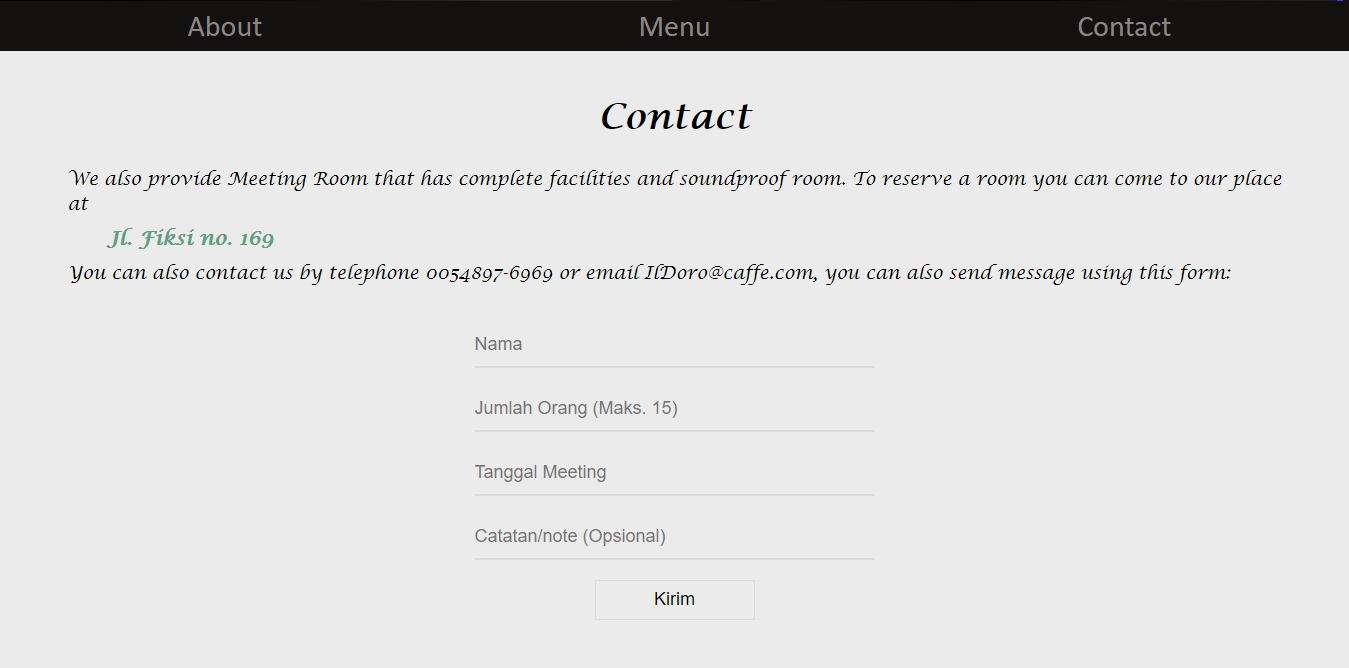 About Menu Contact
Contact
We also provide Meeting Room that has complete facilities and soundproof room. To reserve a room you can come to our place
at
Jl. Fiksi no. 169
You can also contact us by telephone 0054897-6969 or email IlDoro@caffe.com, you can also send message using this form:
Nama
Jumlah Orang (Maks. 15)
Tanggal Meeting
Catatan/note (Opsional)
Kirim